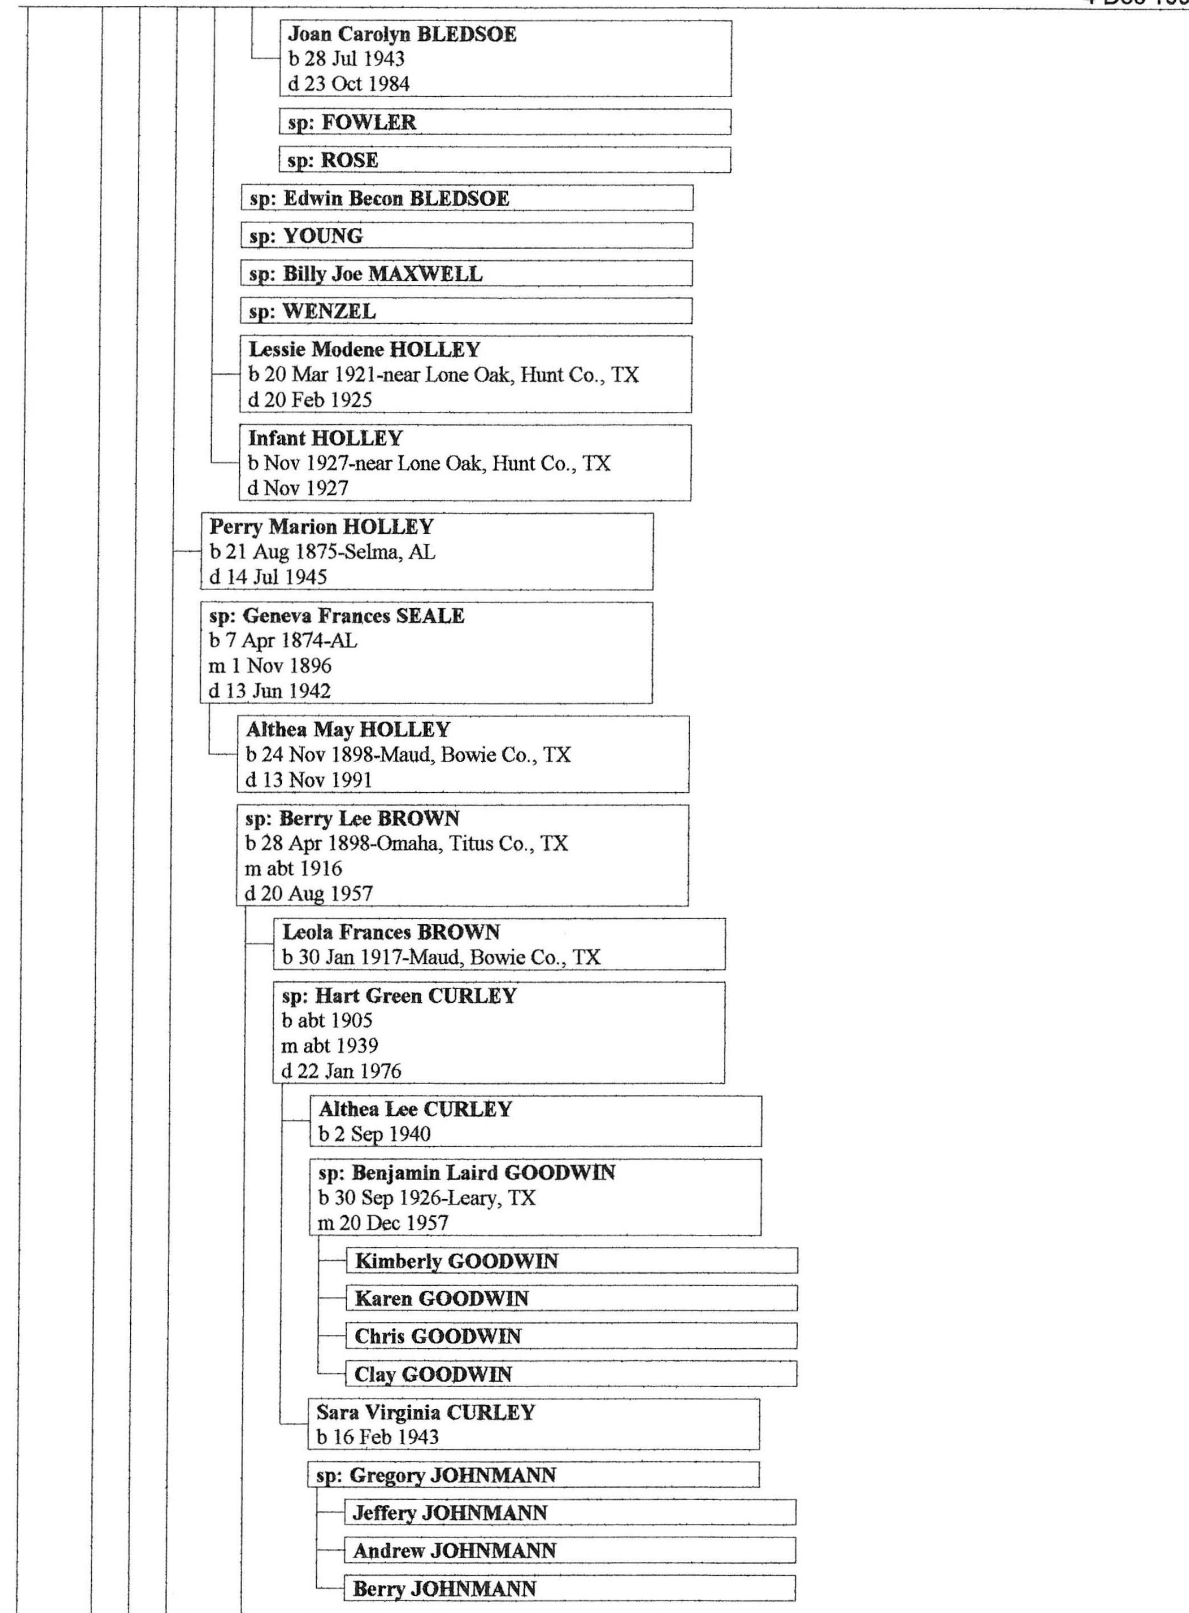 Joan Carolyn BLEDSOE
b 28 Jul 1943
d 23 Oct 1984
sp: FOWLER
sp: ROSE
sp: Edwin Becon BLEDSOE
sp: YOUNG
sp: Billy Joe MAXWELL
sp: WENZEL
Lessie Modene HOLLEY
b 20 Mar 1921-near Lone Oak, Hunt Co., TX
d 20 Feb 1925
Infant HOLLEY
b Nov 1927-near Lone Oak, Hunt Co., TX
d Nov 1927
Perry Marion HOLLEY
b 21 Aug 1875-Selma, AL
d 14 Jul 1945
sp: Geneva Frances SEALE
b 7 Apr 1874-AL
m 1 Nov 1896
d 13 Jun 1942
Althea May HOLLEY
b 24 Nov 1898-Maud, Bowie Co., TX
d 13 Nov 1991
sp: Berry Lee BROWN
b 28 Apr 1898-Omaha, Titus Co., TX
m abt 1916
d 20 Aug 1957
Leola Frances BROWN
b 30 Jan 1917-Maud, Bowie Co., TX
sp: Hart Green CURLEY
b abt 1905
m abt 1939
d 22 Jan 1976
Althea Lee CURLEY
b 2 Sep 1940
sp: Benjamin Laird GOODWIN
b 30 Sep 1926-Leary, TX
m 20 Dec 1957
Kimberly GOODWIN
Karen GOODWIN
Chris GOODWIN
Clay GOODWIN
Sara Virginia CURLEY
b 16 Feb 1943
sp: Gregory JOHNMANN
Jeffery JOHNMANN
Andrew JOHNMANN
Berry JOHNMANN